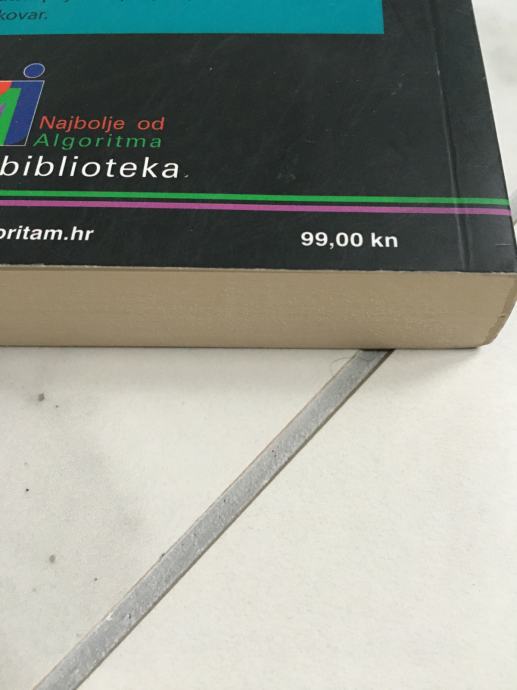 kovar.
Najbolje od
Algoritma
biblioteka
oritam.hr
99,00 kn